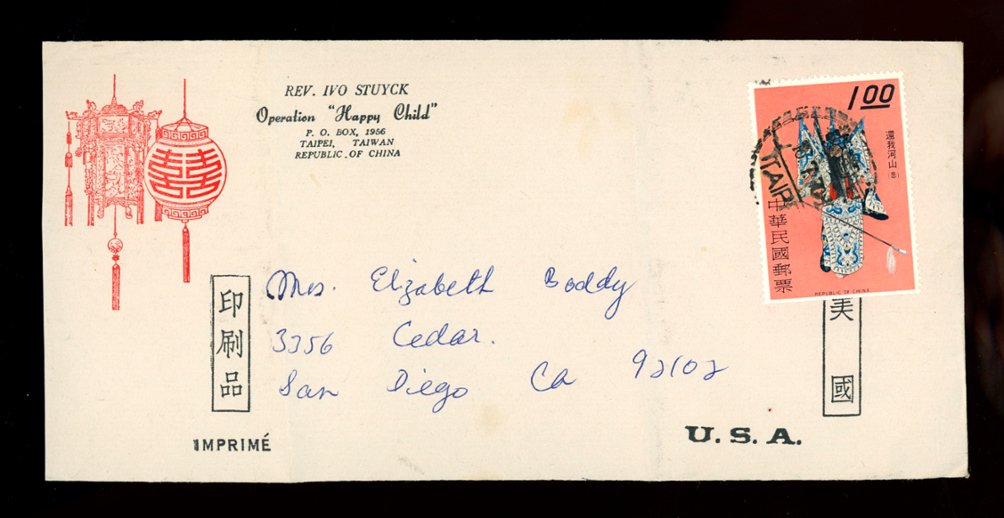 REV. IVO STUYCK
Operation "Happy Child"
P. O. BOX, 1956
TAIPEI, TAIWAN
REPUBLIC OF CHINA
1.00
還我河山
中華民國郵票
REPUBLIC OF CHINA
TAIP
Mrs. Elizabeth Boddy
3356 Cedar.
San Diego Ca 92102
印刷品
IMPRIMÉ
美國
U.S.A.
囍